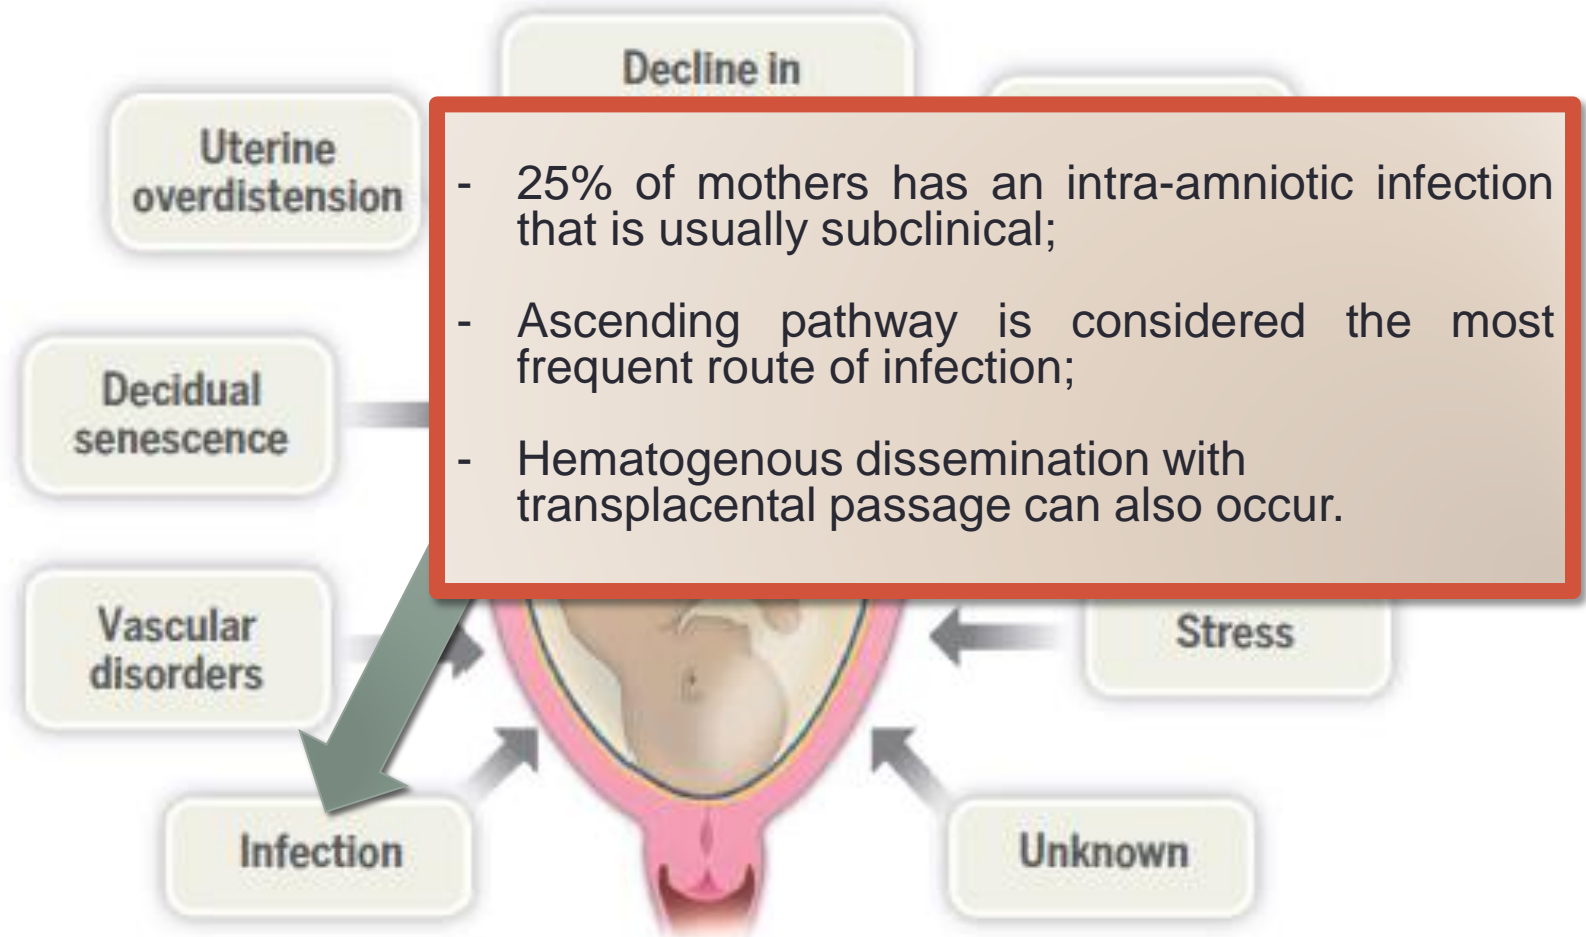 Decline in
Uterine
overdistension
- 25% of mothers has an intra-amniotic infection
that is usually subclinical;
- Ascending pathway is considered the most
frequent route of infection;
- Hematogenous dissemination with
transplacental passage can also occur.
Decidual
senescence
Vascular
disorders
Stress
Infection
Unknown